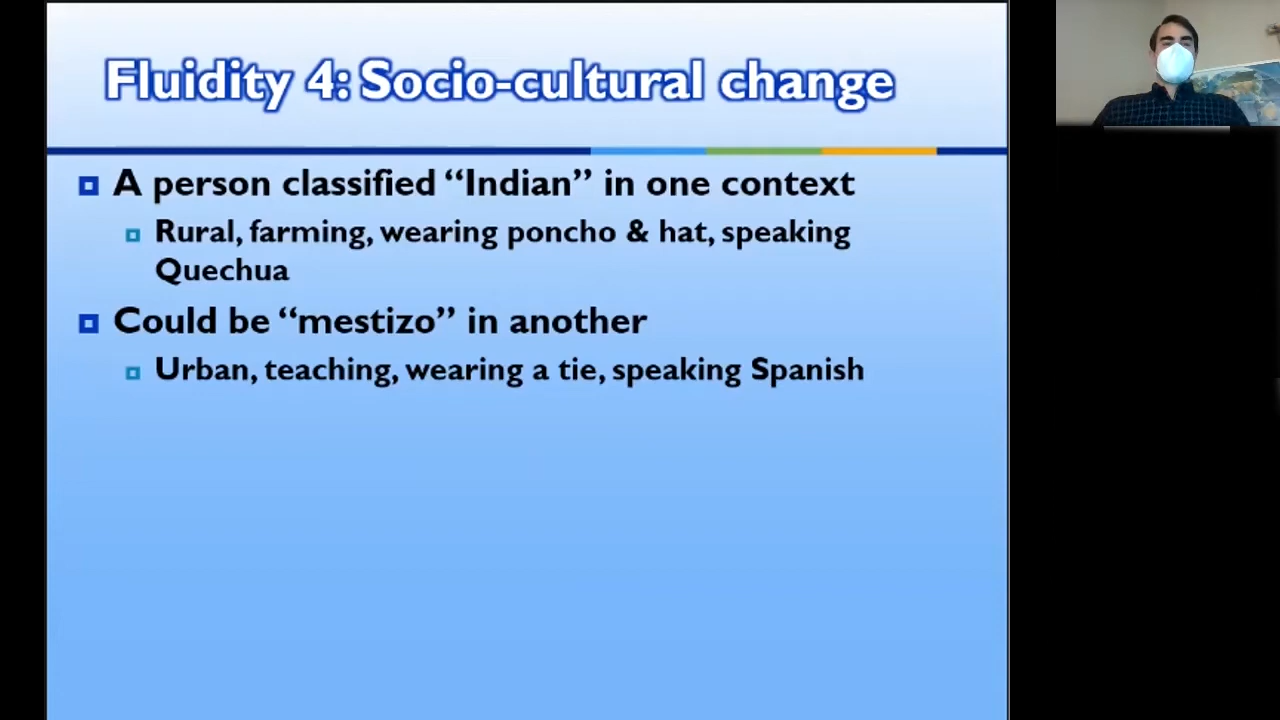 Fluidity 4: Socio-cultural change
A person classified “Indian” in one context
Rural, farming, wearing poncho & hat, speaking
Quechua
Could be “mestizo” in another
Urban, teaching, wearing a tie, speaking Spanish